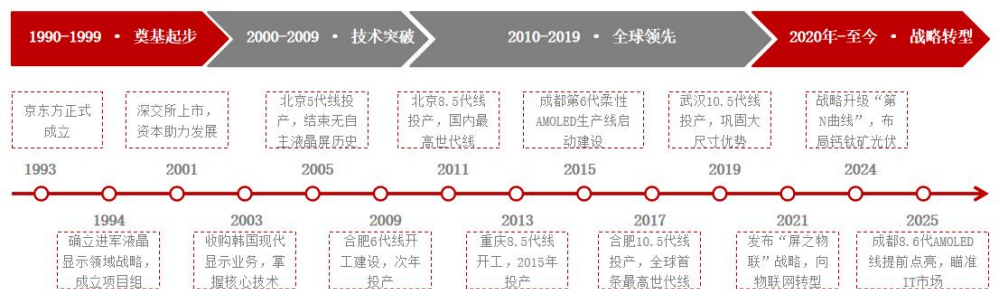 1990-1999 · 奠基起步
2000-2009 · 技术突破
2010-2019 · 全球领先
2020年-至今 · 战略转型
京东方正式
成立
深交所上市，
资本助力发展
北京5代线投
产，结束无自
主液晶屏历史
北京8.5代线
投产，国内最
高世代线
成都第6代柔性
AMOLED生产线启
动建设
武汉10.5代线
投产，巩固大
尺寸优势
战略升级“第
N曲线”，布
局钙钛矿光伏
1993
2001
2005
2011
2015
2019
2024
1994
2003
2009
2013
2017
2021
2025
确立进军液晶
显示领域战略，
成立项目组
收购韩国现代
显示业务，掌
握核心技术
合肥6代线开
工建设，次年
投产
重庆8.5代线
开工，2015年
投产
合肥10.5代线
投产，全球首
条最高世代线
发布“屏之物
联”战略，向
物联网转型
成都8.6代AMOLED
线提前点亮，瞄准
IT市场